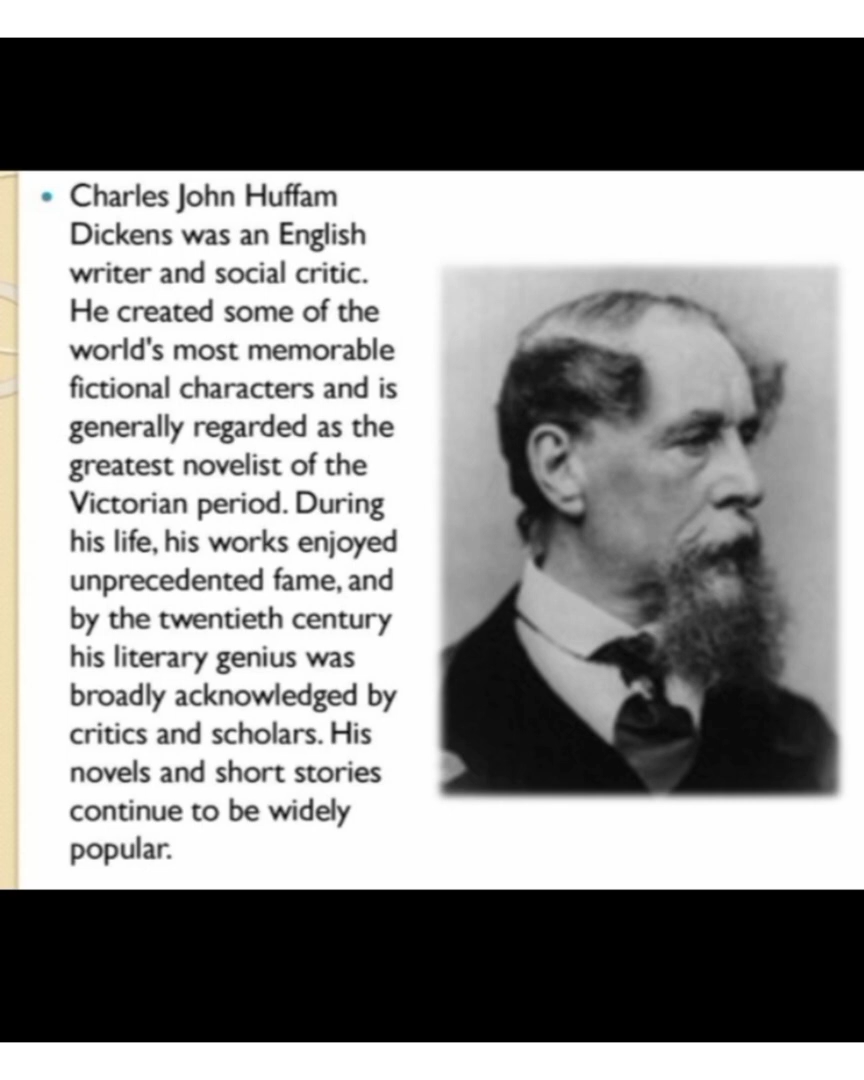 • Charles John Huffam
Dickens was an English
writer and social critic.
He created some of the
world's most memorable
fictional characters and is
generally regarded as the
greatest novelist of the
Victorian period. During
his life, his works enjoyed
unprecedented fame, and
by the twentieth century
his literary genius was
broadly acknowledged by
critics and scholars. His
novels and short stories
continue to be widely
popular.